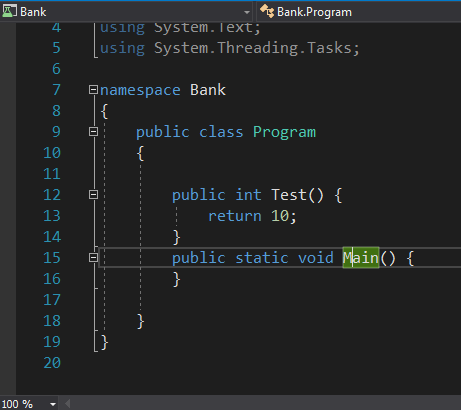 Bank Bank.Program
4 using System.Text;
5 using System.Threading.Tasks;
6
7 namespace Bank
8 {
9 public class Program
10 {
11
12 public int Test() {
13 return 10;
14 }
15 public static void Main() {
16 }
17
18 }
19 }
20
100 %